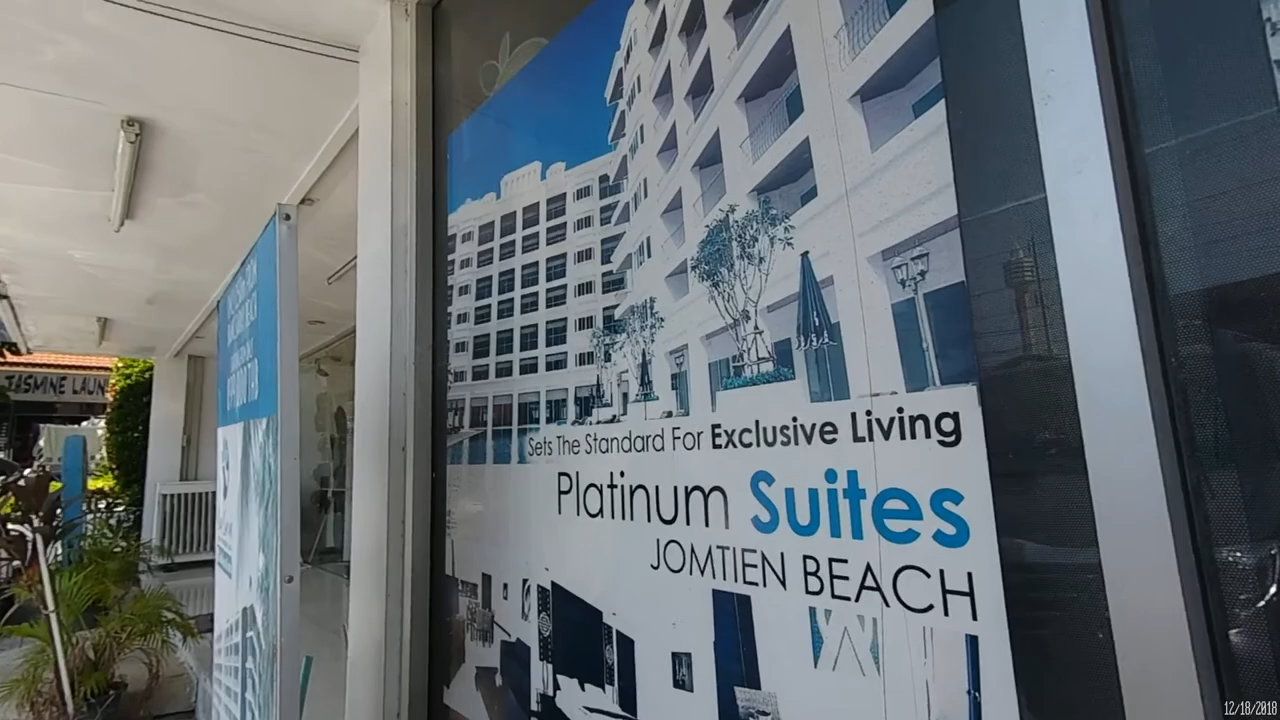 JASMINE LAUN
Sets The Standard For Exclusive Living
Platinum Suites
JOMTIEN BEACH
12/18/2018